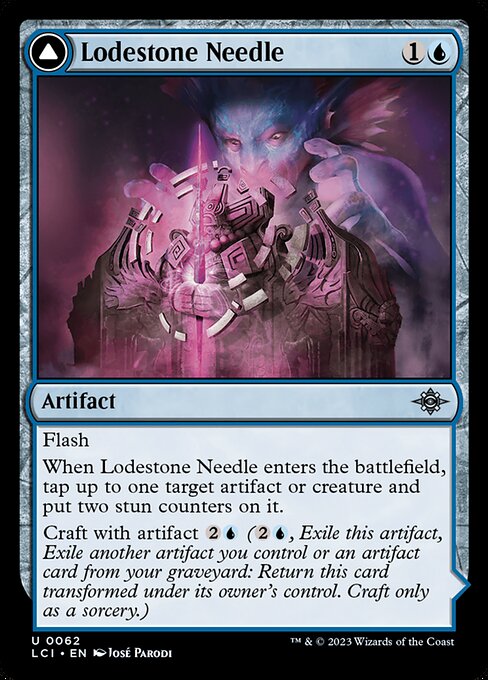 Lodestone Needle 1
Artifact
Flash
When Lodestone Needle enters the battlefield,
tap up to one target artifact or creature and
put two stun counters on it.
Craft with artifact 2 (2, Exile this artifact,
Exile another artifact you control or an artifact
card from your graveyard: Return this card
transformed under its owner's control. Craft only
as a sorcery.)
U 0062
LCI • EN José Parodi
™ & © 2023 Wizards of the Coast